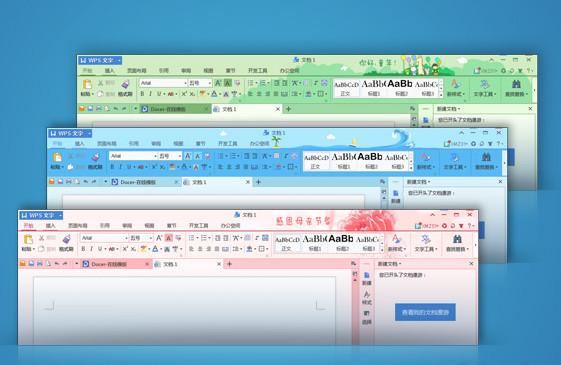 WPS 文字
文档 1
你好,童年!
开始 插入 页面布局 引用 审阅 视图 章节 开发工具 办公空间
粘贴 格式刷
Arial 五号
AaBbCcDd 正文 AaBb 标题1 AaBb 标题2 AaBbC 标题3
新样式 文字工具 查找替换
Docer-在线模板 文档 1
新建文档
您已开头了文档漫游:
WPS 文字
文档 1
开始 插入 页面布局 引用 审阅 视图 章节 开发工具 办公空间
粘贴 格式刷
Arial 五号
AaBbCcD 正文 AaBb 标题1 AaBb 标题2 AaBbC 标题3
新样式 文字工具 查找替换
Docer-在线模板 文档 1
新建文档
您已开头了文档漫游:
新建
WPS 文字
文档 1
感恩母亲节
开始 插入 页面布局 引用 审阅 视图 章节 开发工具 办公空间
粘贴 格式刷
Arial 五号
AaBbCcD 正文 AaBb 标题1 AaBb 标题2 AaBbC 标题3
新样式 文字工具 查找替换
Docer-在线模板 文档 1
新建文档
您已开头了文档漫游:
新建
样式
选择
查看我的文档漫游